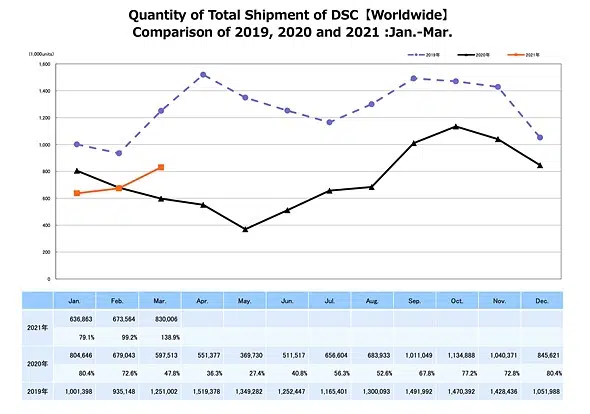 Quantity of Total Shipment of DSC【Worldwide】
Comparison of 2019, 2020 and 2021 :Jan.-Mar.
(1,000units)
2019年 2020年 2021年
1,600
1,400
1,200
1,000
800
600
400
200
0
Jan. Feb. Mar. Apr. May. Jun. Jul. Aug. Sep. Oct. Nov. Dec.
2021年
636,863 673,564 830,006
79.1% 99.2% 138.9%
2020年
804,646 679,043 597,513 551,377 369,730 511,517 656,604 683,933 1,011,049 1,134,888 1,040,371 845,621
80.4% 72.6% 47.8% 36.3% 27.4% 40.8% 56.3% 52.6% 67.8% 77.2% 72.8% 80.4%
2019年 1,001,398 935,148 1,251,002 1,519,378 1,349,282 1,252,447 1,165,401 1,300,093 1,491,992 1,470,392 1,428,436 1,051,988